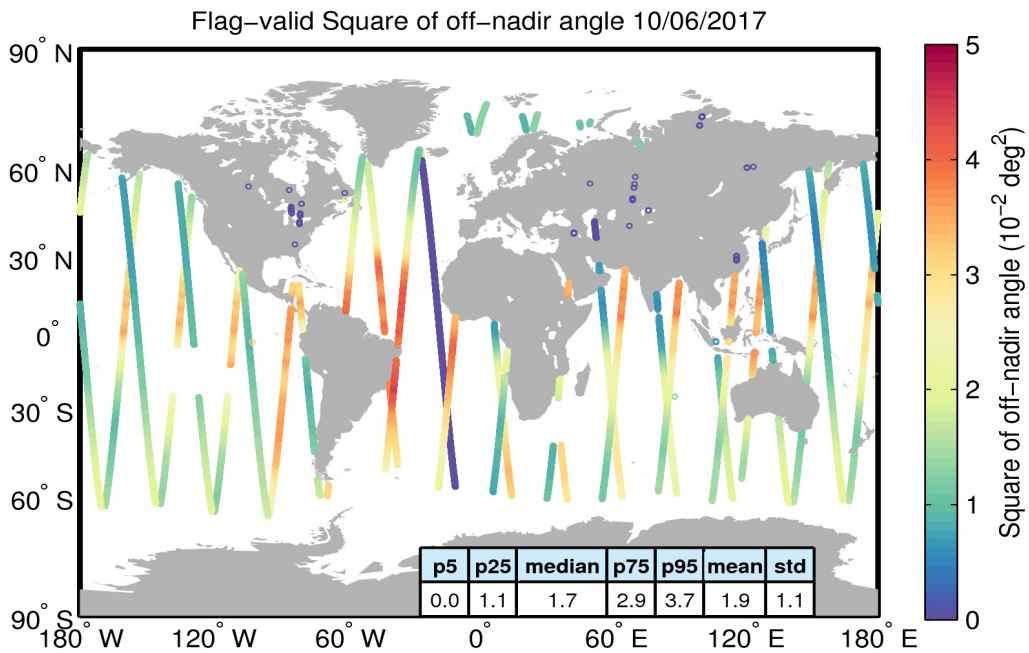 Flag−valid Square of off−nadir angle 10/06/2017
90° N
60° N
30° N
0°
30° S
60° S
90° S
180° W
120° W
60° W
0°
60° E
120° E
180° E
p5 p25 median p75 p95 mean std
0.0 1.1 1.7 2.9 3.7 1.9 1.1
5
4
3
2
1
0
Square of off−nadir angle (10⁻² deg²)